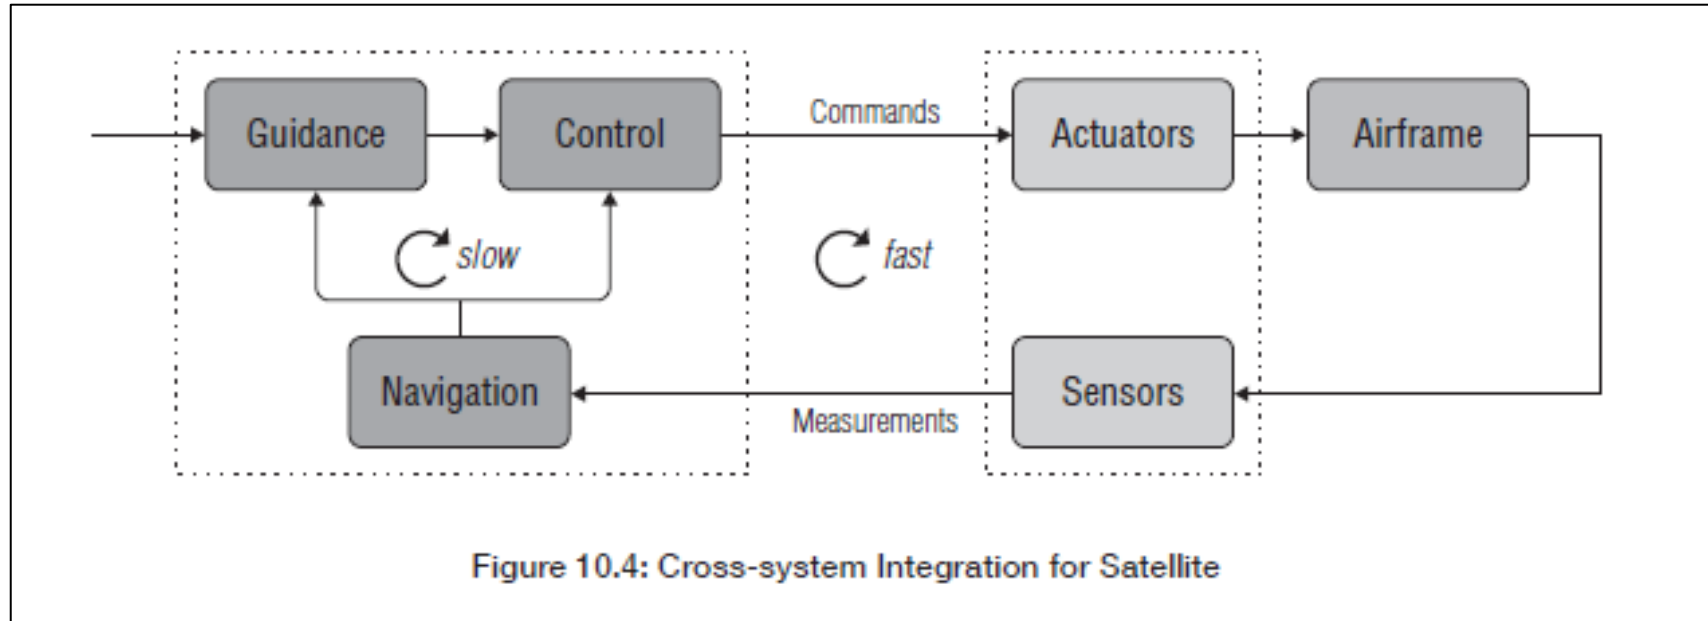 Guidance
Control
Commands
Actuators
Airframe
slow
fast
Navigation
Measurements
Sensors
Figure 10.4: Cross-system Integration for Satellite